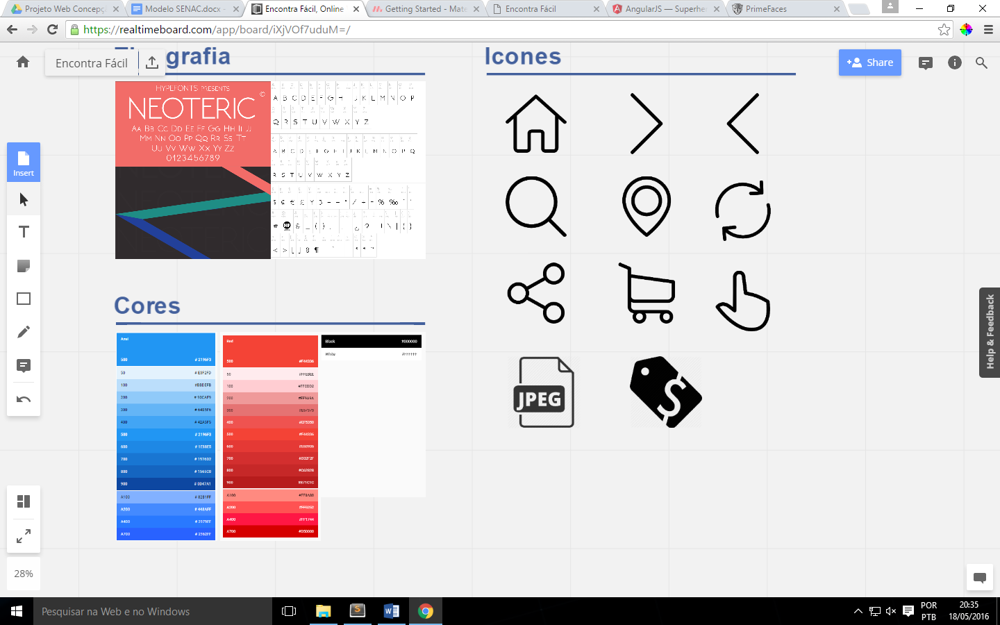 Projeto Web Concepç
Modelo SENAC.docx -
Encontra Fácil, Online
Getting Started - Mate
Encontra Fácil
AngularJS — Superher
PrimeFaces
https://realtimeboard.com/app/board/iXjVOf7uduM=/
Encontra Fácil
grafia
Icones
Share
HYPEFONTS PRESENTS
©
NEOTERIC
Aa Bb Cc Dd Ee Ff Gg Hh Ii Jj
Mm Nn Oo Pp Qq Rr Ss Tt
Uu Vv Ww Xx Yy Zz
0123456789
A B C D E F G H I J K L M N O P
Q R S T U V W X Y Z
A B C D E F G H I J K L M N O P Q
R S T U V W X Y Z
Insert
T
Cores
Azul
500 #2196F3
50 #E3F2FD
100 #BBDEFB
200 #90CAF9
300 #64B5F6
400 #42A5F5
500 #2196F3
600 #1E88E5
700 #1976D2
800 #1565C0
900 #0D47A1
A100 #82B1FF
A200 #448AFF
A400 #2979FF
A700 #2962FF
Red
500 #F44336
50 #FFEBEE
100 #FFCDD2
200 #EF9A9A
300 #E57373
400 #EF5350
500 #F44336
600 #E53935
700 #D32F2F
800 #C62828
900 #B71C1C
A100 #FF8A80
A200 #FF5252
A400 #FF1744
A700 #D50000
Black #000000
White #FFFFFF
JPEG
$
Help & Feedback
28%
Pesquisar na Web e no Windows
POR
PTB
20:35
18/05/2016